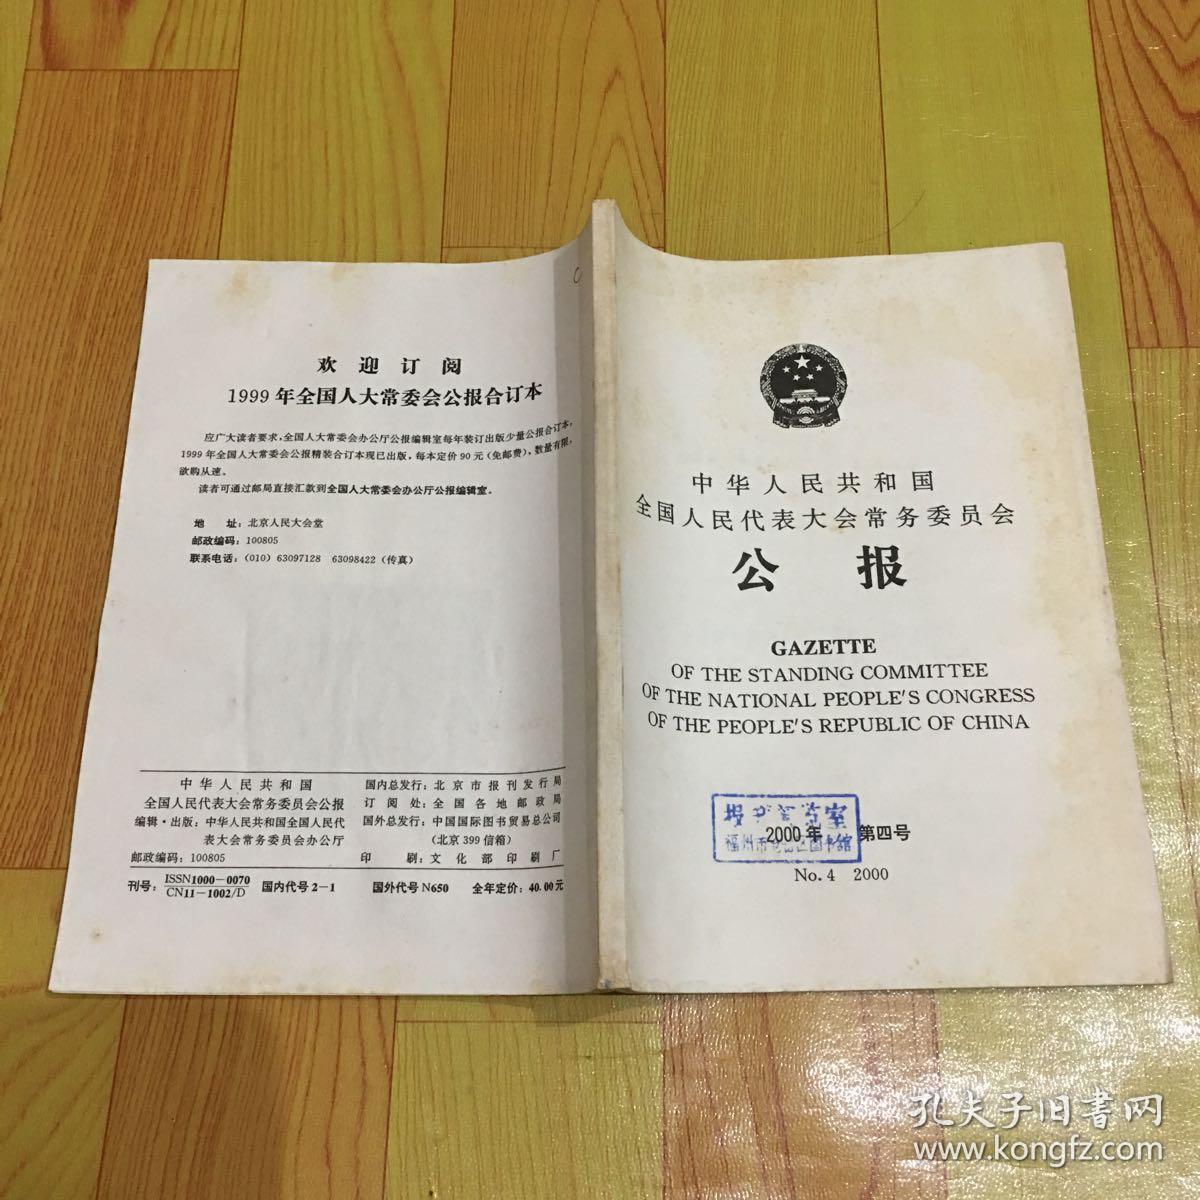 欢迎订阅
1999年全国人大常委会公报合订本
应广大读者要求，全国人大常委会办公厅公报编辑室每年装订出版少量公报合订本，
1999年全国人大常委会公报精装合订本现已出版，每本定价90元（免邮费），数量有限，
欲购从速。
读者可通过邮局直接汇款到全国人大常委会办公厅公报编辑室。
地 址：北京人民大会堂
邮政编码：100805
联系电话：（010）63097128 63098422（传真）
中华人民共和国
全国人民代表大会常务委员会公报
编辑·出版：中华人民共和国全国人民代
表大会常务委员会办公厅
邮政编码：100805
国内总发行：北京市报刊发行局
订阅处：全国各地邮政局
国外总发行：中国国际图书贸易总公司
（北京399信箱）
印 刷：文化部印刷厂
刊号：ISSN1000-0070
CN11-1002/D
国内代号2-1 国外代号N650 全年定价：40.00元
中华人民共和国
全国人民代表大会常务委员会
公报
GAZETTE
OF THE STANDING COMMITTEE
OF THE NATIONAL PEOPLE'S CONGRESS
OF THE PEOPLE'S REPUBLIC OF CHINA
2000年 第四号
No.4 2000
孔夫子旧书网
www.kongfz.com